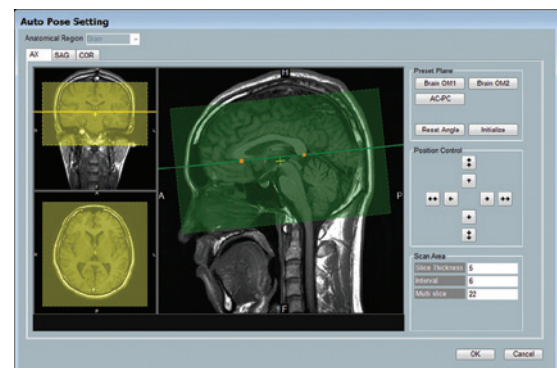 Auto Pose Setting
Anatomical Region Brain
AX SAG COR
H
A
P
F
Preset Plane
Brain OM1 Brain OM2
AC-PC
Reset Angle Initialize
Position Control
Scan Area
Slice Thickness 5
Interval 6
Multi slice 22
OK Cancel